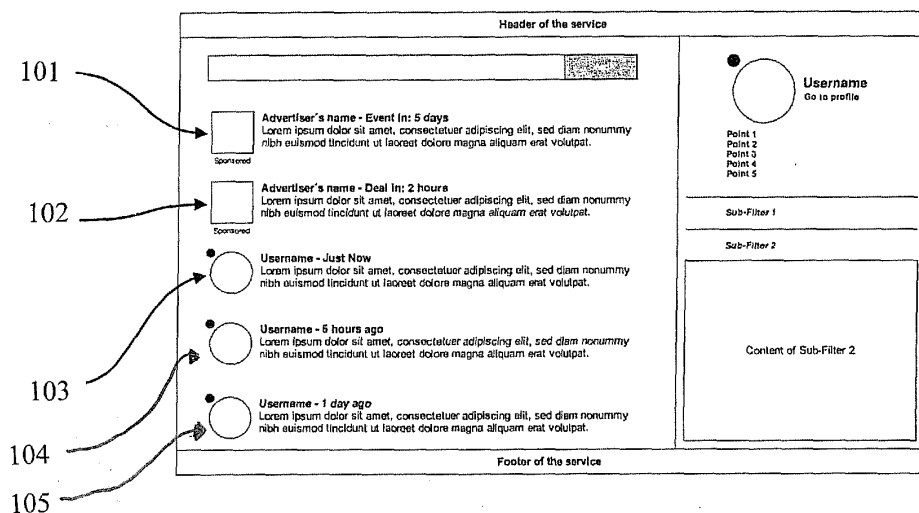 Header of the service
101
Advertiser's name - Event in: 5 days
Lorem ipsum dolor sit amet, consectetuer adipiscing elit, sed diam nonummy
nibh euismod tincidunt ut laoreet dolore magna aliquam erat volutpat.
Sponsored
102
Advertiser's name - Deal in: 2 hours
Lorem ipsum dolor sit amet, consectetuer adipiscing elit, sed diam nonummy
nibh euismod tincidunt ut laoreet dolore magna aliquam erat volutpat.
Sponsored
103
Username - Just Now
Lorem ipsum dolor sit amet, consectetuer adipiscing elit, sed diam nonummy
nibh euismod tincidunt ut laoreet dolore magna aliquam erat volutpat.
104
Username - 5 hours ago
Lorem ipsum dolor sit amet, consectetuer adipiscing elit, sed diam nonummy
nibh euismod tincidunt ut laoreet dolore magna aliquam erat volutpat.
105
Username - 1 day ago
Lorem ipsum dolor sit amet, consectetuer adipiscing elit, sed diam nonummy
nibh euismod tincidunt ut laoreet dolore magna aliquam erat volutpat.
Username
Go to profile
Point 1
Point 2
Point 3
Point 4
Point 5
Sub-Filter 1
Sub-Filter 2
Content of Sub-Filter 2
Footer of the service